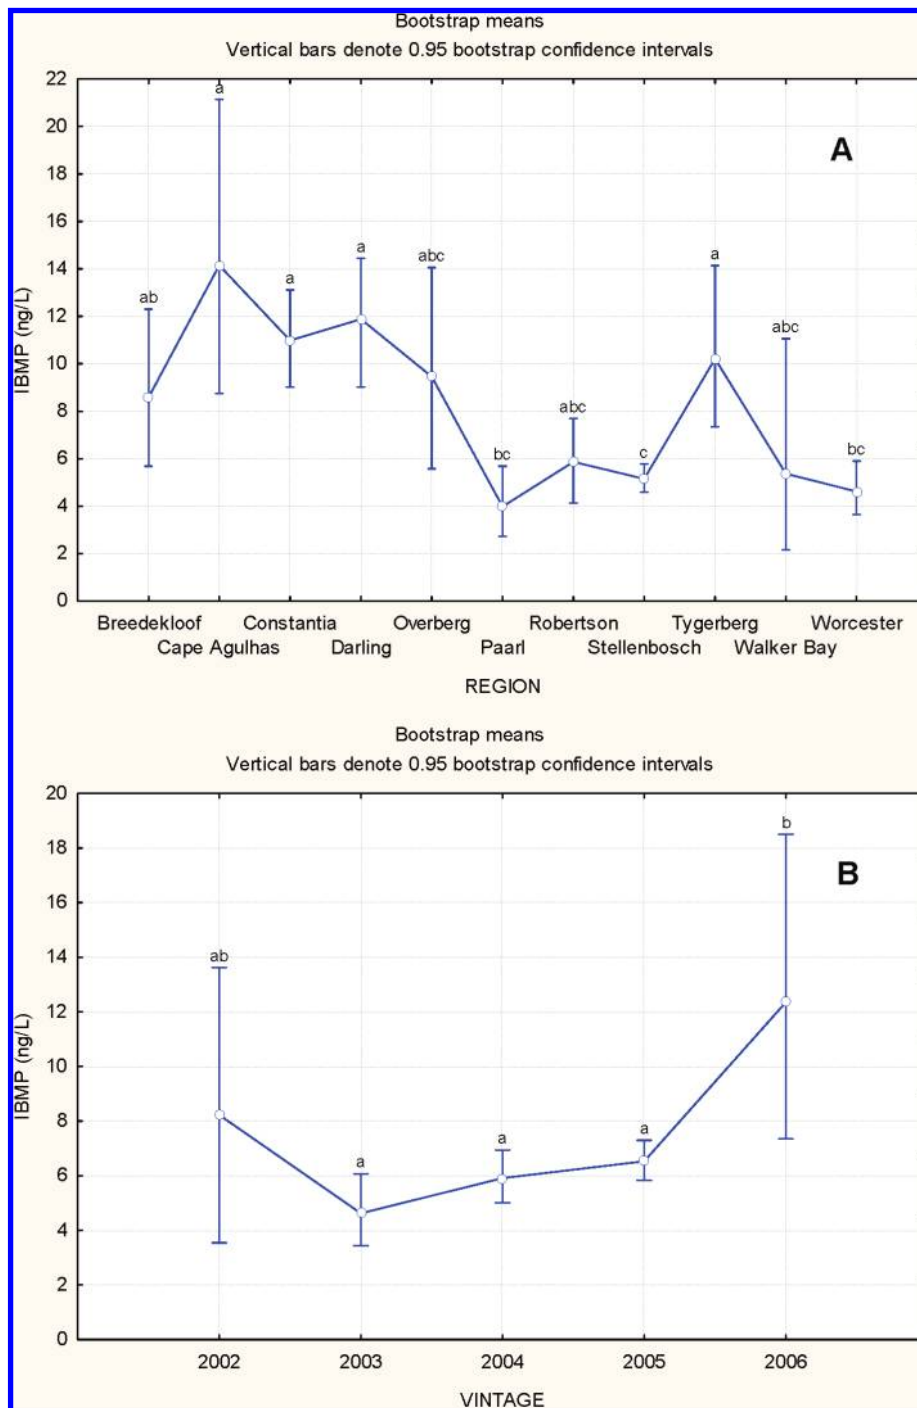 Bootstrap means
Vertical bars denote 0.95 bootstrap confidence intervals
22
20
18
16
14
12
10
8
6
4
2
0
IBMP (ng/L)
A
ab
a
a
a
abc
bc
abc
c
a
abc
bc
Breedekloof Constantia Overberg Robertson Tygerberg Worcester
Cape Agulhas Darling Paarl Stellenbosch Walker Bay
REGION
Bootstrap means
Vertical bars denote 0.95 bootstrap confidence intervals
20
18
16
14
12
10
8
6
4
2
0
IBMP (ng/L)
B
ab
a
a
a
b
2002 2003 2004 2005 2006
VINTAGE